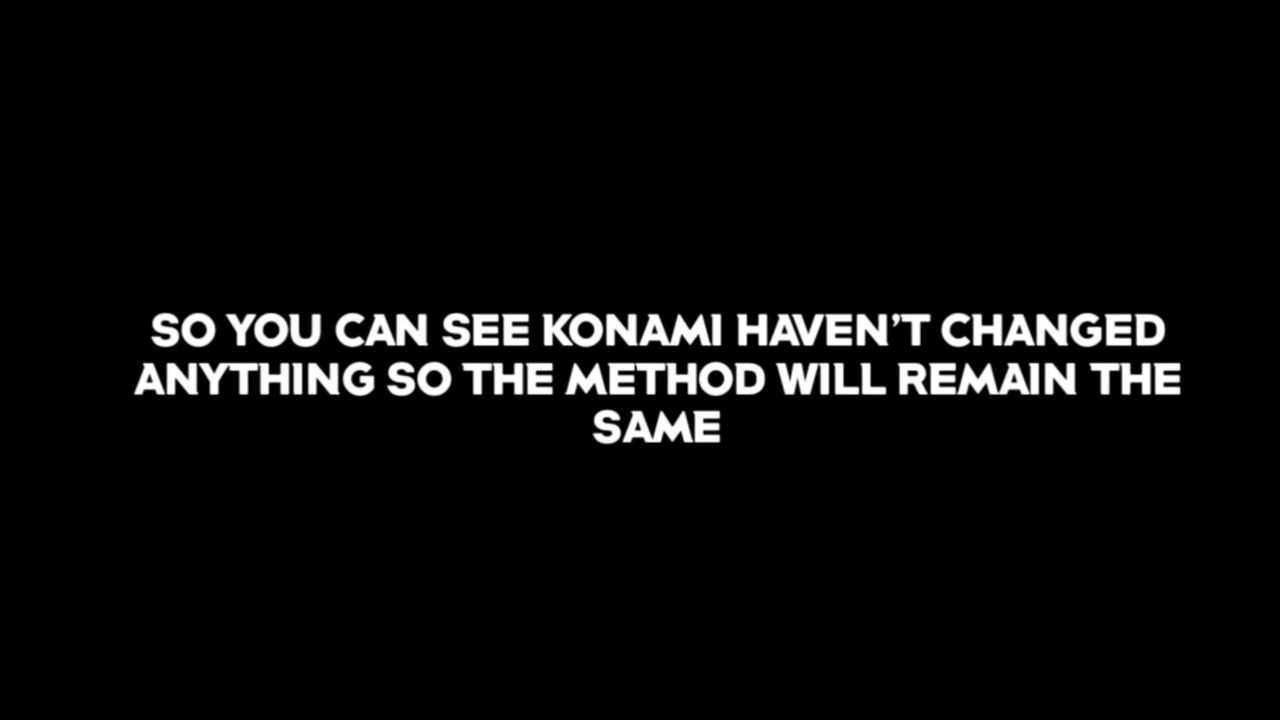 SO YOU CAN SEE KONAMI HAVEN'T CHANGED
ANYTHING SO THE METHOD WILL REMAIN THE
SAME